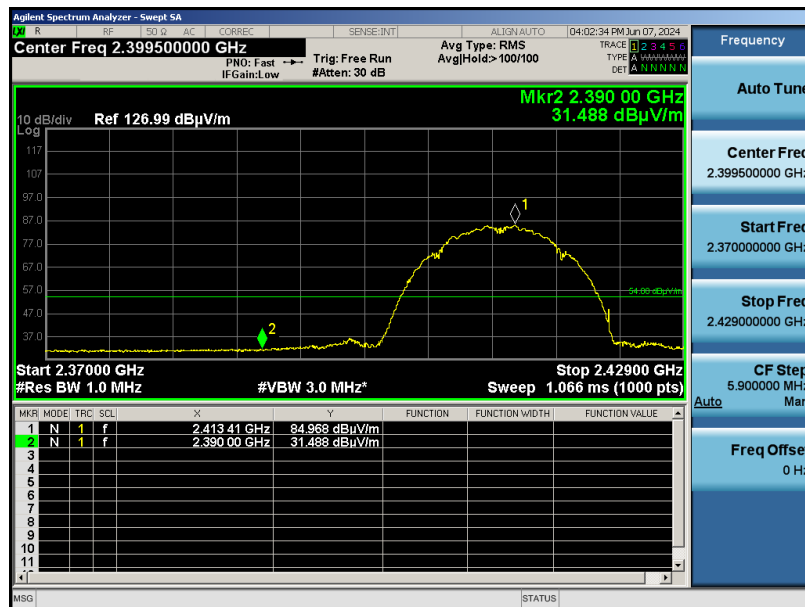 Agilent Spectrum Analyzer - Swept SA
LXI R RF 50 Ω AC CORREC SENSE:INT ALIGN AUTO 04:02:34 PM Jun 07, 2024
Center Freq 2.399500000 GHz
PNO: Fast
IFGain:Low
Trig: Free Run
#Atten: 30 dB
Avg Type: RMS
Avg|Hold:>100/100
TRACE 1 2 3 4 5 6
TYPE A WWWWW
DET A N N N N N
Mkr2 2.390 00 GHz
31.488 dBµV/m
10 dB/div Ref 126.99 dBµV/m
Log
117
107
97.0
87.0
77.0
67.0
57.0
47.0
37.0
1
54.00 dBµV/m
2
Start 2.37000 GHz Stop 2.42900 GHz
#Res BW 1.0 MHz #VBW 3.0 MHz* Sweep 1.066 ms (1000 pts)
MKR MODE TRC SCL X Y FUNCTION FUNCTION WIDTH FUNCTION VALUE
1 N 1 f 2.413 41 GHz 84.968 dBµV/m
2 N 1 f 2.390 00 GHz 31.488 dBµV/m
3
4
5
6
7
8
9
10
11
MSG STATUS
Frequency
Auto Tune
Center Freq
2.399500000 GHz
Start Freq
2.370000000 GHz
Stop Freq
2.429000000 GHz
CF Step
5.900000 MHz
Auto Man
Freq Offset
0 Hz